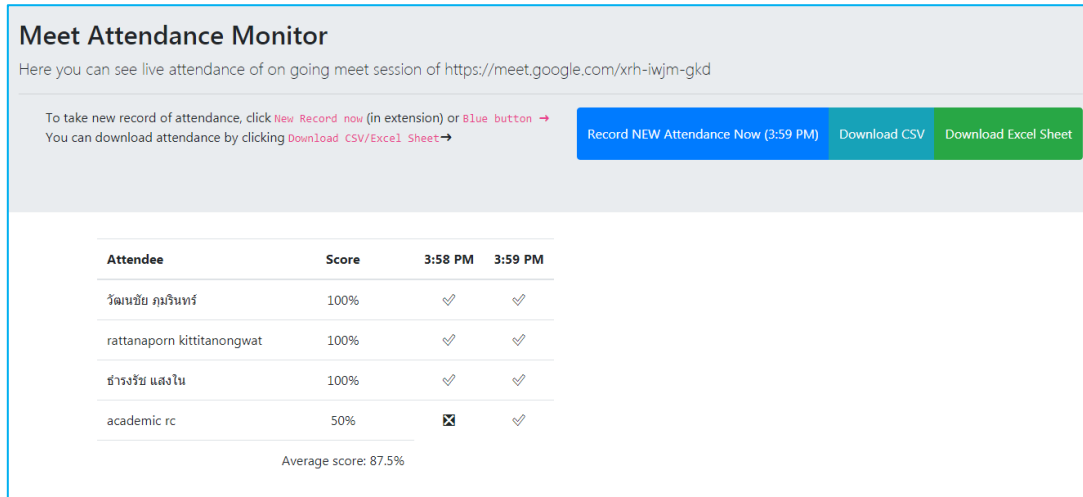 Meet Attendance Monitor
Here you can see live attendance of on going meet session of https://meet.google.com/xrh-iwjm-gkd
To take new record of attendance, click New Record now (in extension) or Blue button →
You can download attendance by clicking Download CSV/Excel Sheet→
Record NEW Attendance Now (3:59 PM) Download CSV Download Excel Sheet
Attendee Score 3:58 PM 3:59 PM
วัฒนชัย ภุมรินทร์ 100%
rattanaporn kittitanongwat 100%
ธำรงรัช แสงใน 100%
academic rc 50%
Average score: 87.5%